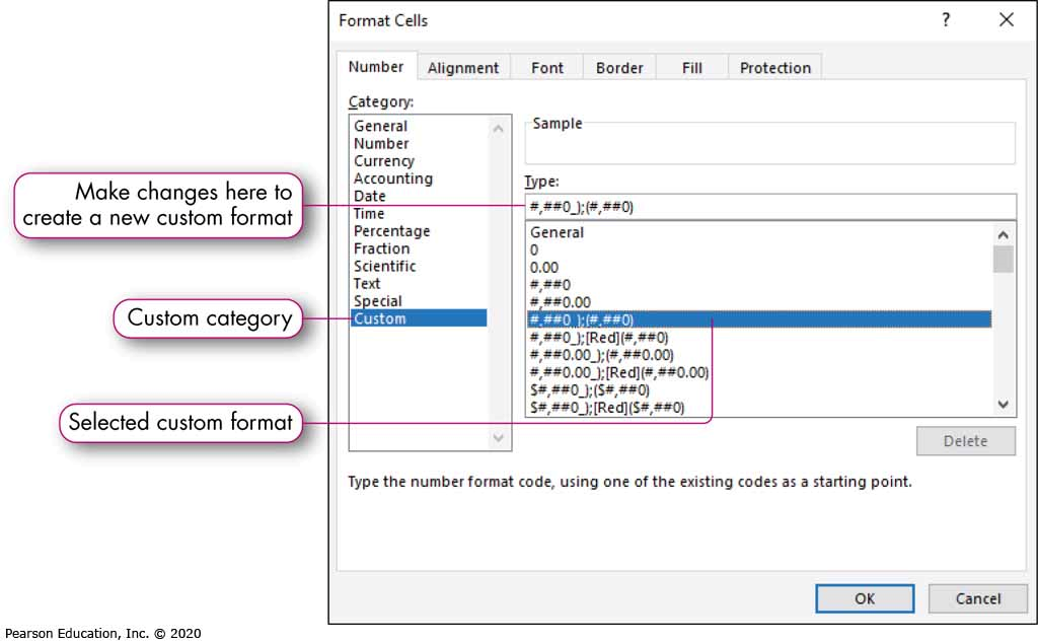 Format Cells
?
Number
Alignment
Font
Border
Fill
Protection
Category:
General
Number
Currency
Accounting
Date
Time
Percentage
Fraction
Scientific
Text
Special
Custom
Sample
Type:
#,##0_);(#,##0)
General
0
0.00
#,##0
#,##0.00
#,##0_);(#,##0)
#,##0_);[Red](#,##0)
#,##0.00_);(#,##0.00)
#,##0.00_);[Red](#,##0.00)
$#,##0_);($#,##0)
$#,##0_);[Red]($#,##0)
Delete
Type the number format code, using one of the existing codes as a starting point.
OK
Cancel
Make changes here to
create a new custom format
Custom category
Selected custom format
Pearson Education, Inc. © 2020